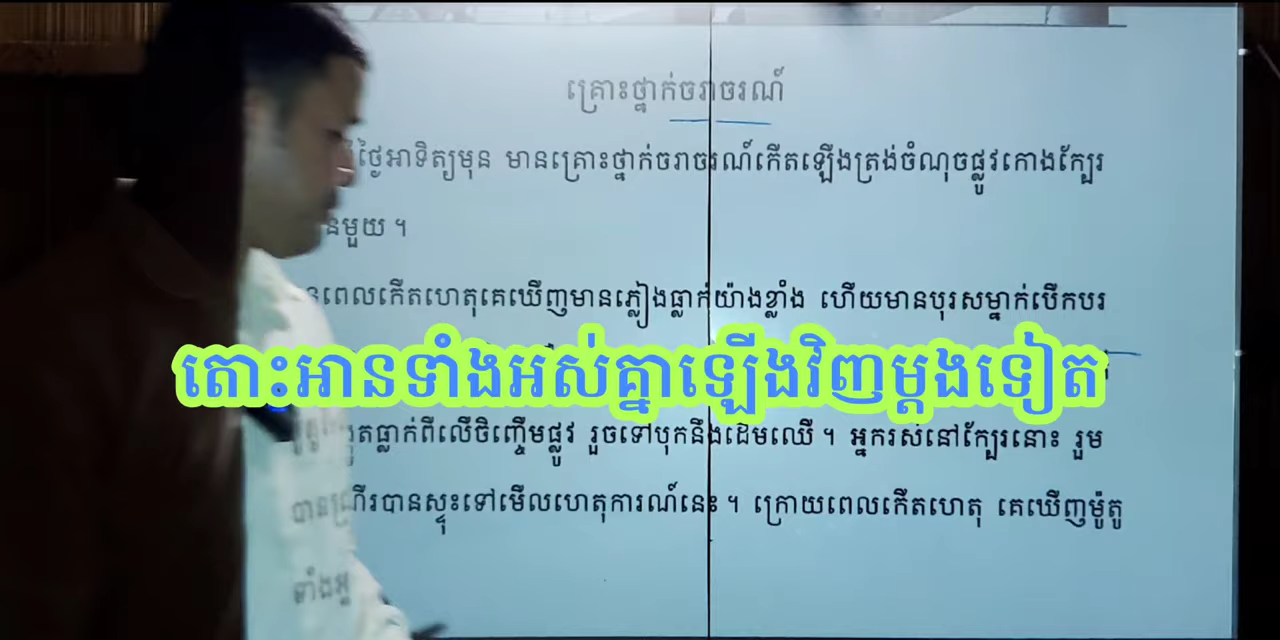 គ្រោះថ្នាក់ចរាចរណ៍
ថ្ងៃអាទិត្យមុន មានគ្រោះថ្នាក់ចរាចរណ៍កើតឡើងត្រង់ចំណុចផ្លូវកោងក្បែរ
មួយ ។
ពេលកើតហេតុគេឃើញមានភ្លៀងធ្លាក់យ៉ាងខ្លាំង ហើយមានបុរសម្នាក់បើកបរ
តោះអានទាំងអស់គ្នាឡើងវិញម្ដងទៀត
ធ្លាក់ពីលើចិញ្ចើមផ្លូវ រួចទៅបុកនឹងដើមឈើ ។ អ្នករស់នៅក្បែរនោះ រួម
បានស្ទុះទៅមើលហេតុការណ៍នេះ ។ ក្រោយពេលកើតហេតុ គេឃើញម៉ូតូ